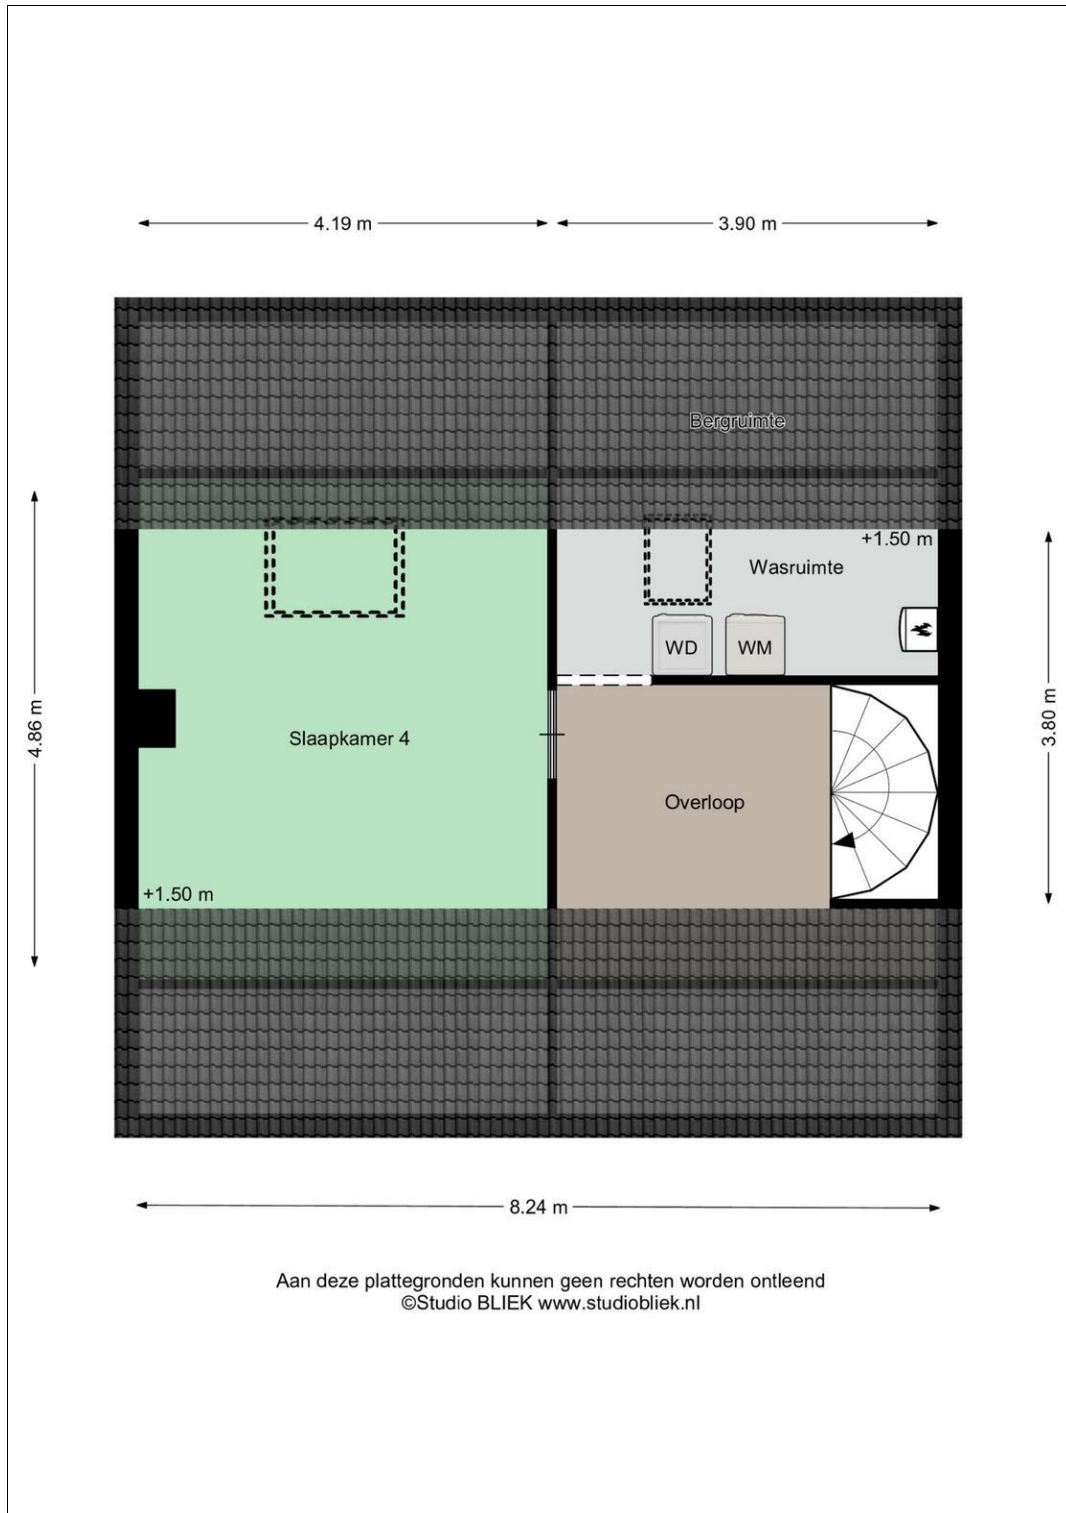 4.19 m
3.90 m
Bergruimte
+1.50 m
Wasruimte
WD
WM
4.86 m
3.80 m
Slaapkamer 4
Overloop
+1.50 m
8.24 m
Aan deze plattegronden kunnen geen rechten worden ontleend
©Studio BLIEK www.studiobliek.nl